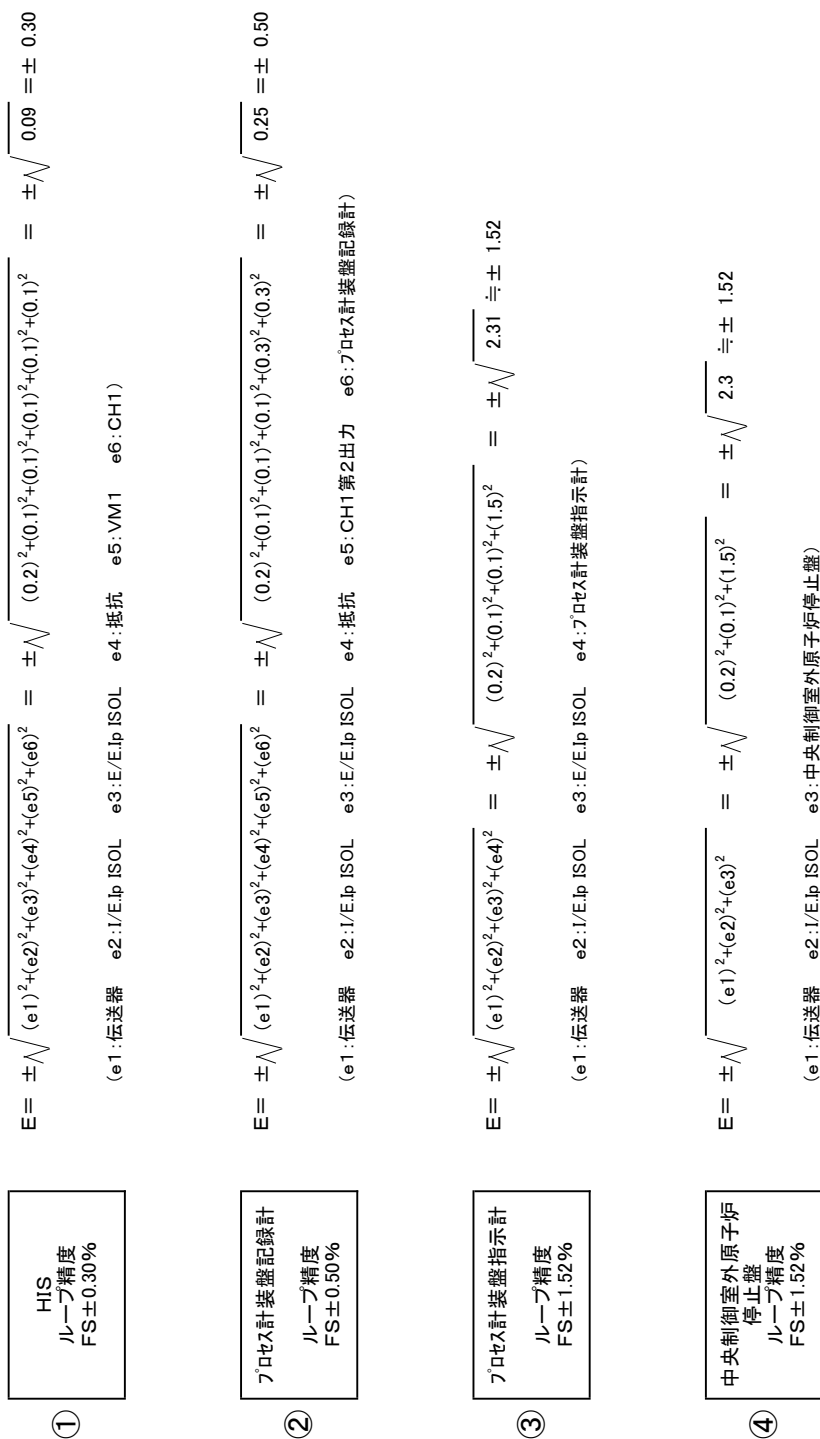 ①
HIS
ループ精度
FS±0.30%
E= ±√(e1)²+(e2)²+(e3)²+(e4)²+(e5)²+(e6)² = ±√(0.2)²+(0.1)²+(0.1)²+(0.1)²+(0.1)²+(0.1)² = ±√0.09 =± 0.30
(e1:伝送器 e2:I/E.Ip ISOL e3:E/E.Ip ISOL e4:抵抗 e5:VM1 e6:CH1)
②
プロセス計装盤記録計
ループ精度
FS±0.50%
E= ±√(e1)²+(e2)²+(e3)²+(e4)²+(e5)²+(e6)² = ±√(0.2)²+(0.1)²+(0.1)²+(0.1)²+(0.3)²+(0.3)² = ±√0.25 =± 0.50
(e1:伝送器 e2:I/E.Ip ISOL e3:E/E.Ip ISOL e4:抵抗 e5:CH1第2出力 e6:プロセス計装盤記録計)
③
プロセス計装盤指示計
ループ精度
FS±1.52%
E= ±√(e1)²+(e2)²+(e3)²+(e4)² = ±√(0.2)²+(0.1)²+(0.1)²+(1.5)² = ±√2.31 ≒± 1.52
(e1:伝送器 e2:I/E.Ip ISOL e3:E/E.Ip ISOL e4:プロセス計装盤指示計)
④
中央制御室外原子炉
停止盤
ループ精度
FS±1.52%
E= ±√(e1)²+(e2)²+(e3)² = ±√(0.2)²+(0.1)²+(1.5)² = ±√2.3 ≒± 1.52
(e1:伝送器 e2:I/E.Ip ISOL e3:中央制御室外原子炉停止盤)